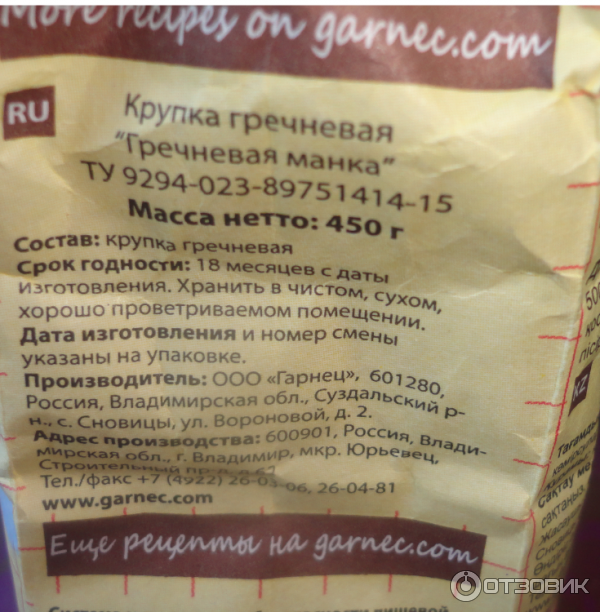 More recipes on garnec.com
RU
Крупка гречневая
"Гречневая манка"
ТУ 9294-023-89751414-15
Масса нетто: 450 г
Состав: крупка гречневая
Срок годности: 18 месяцев с даты
изготовления. Хранить в чистом, сухом,
хорошо проветриваемом помещении.
Дата изготовления и номер смены
указаны на упаковке.
Производитель: ООО «Гарнец», 601280,
Россия, Владимирская обл., Суздальский р-
н., с. Сновицы, ул. Вороновой, д. 2.
Адрес производства: 600901, Россия, Влади-
мирская обл., г. Владимир, мкр. Юрьевец,
Строительный пр-д, д.
Тел./факс +7 (4922) 26-03-06, 26-04-81
www.garnec.com
Еще рецепты на garnec.com
KZ
Сақтау
сақтаңыз.
ОТЗОВИК